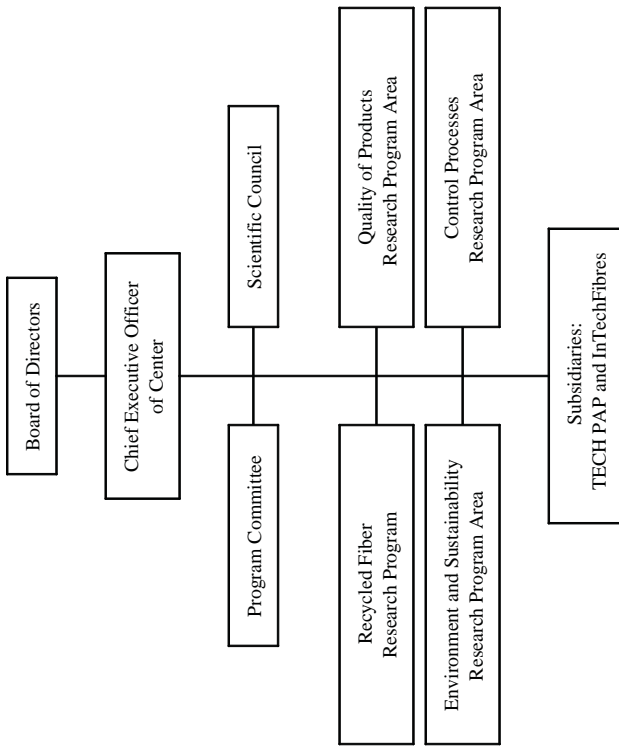 Board of Directors
Chief Executive Officer
of Center
Program Committee
Scientific Council
Recycled Fiber
Research Program
Quality of Products
Research Program Area
Environment and Sustainability
Research Program Area
Control Processes
Research Program Area
Subsidiaries:
TECH PAP and InTechFibres